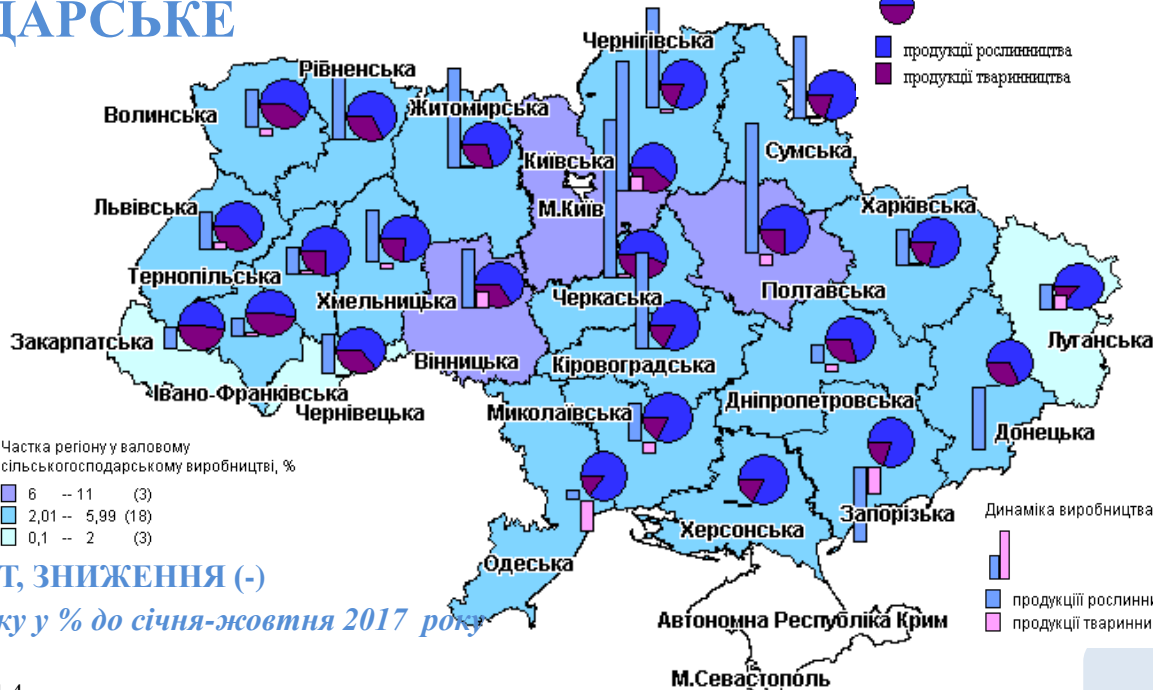 ДАРСЬКЕ
продукції рослинництва
продукції тваринництва
Чернігівська
Рівненська
Волинська
Житомирська
Сумська
Київська
М.Київ
Львівська
Харківська
Тернопільська
Хмельницька
Черкаська
Полтавська
Закарпатська
Вінницька
Кіровоградська
Луганська
Івано-Франківська
Чернівецька
Миколаївська
Дніпропетровська
Донецька
Частка регіону у валовому
сільськогосподарському виробництві, %
6 -- 11 (3)
2,01 -- 5,99 (18)
0,1 -- 2 (3)
Херсонська
Запорізька
Динаміка виробництва
Одеська
Т, ЗНИЖЕННЯ (-)
ку у % до січня-жовтня 2017 року
продукціїї рослинни
продукції тваринни
Автономна Республіка Крим
М.Севастополь